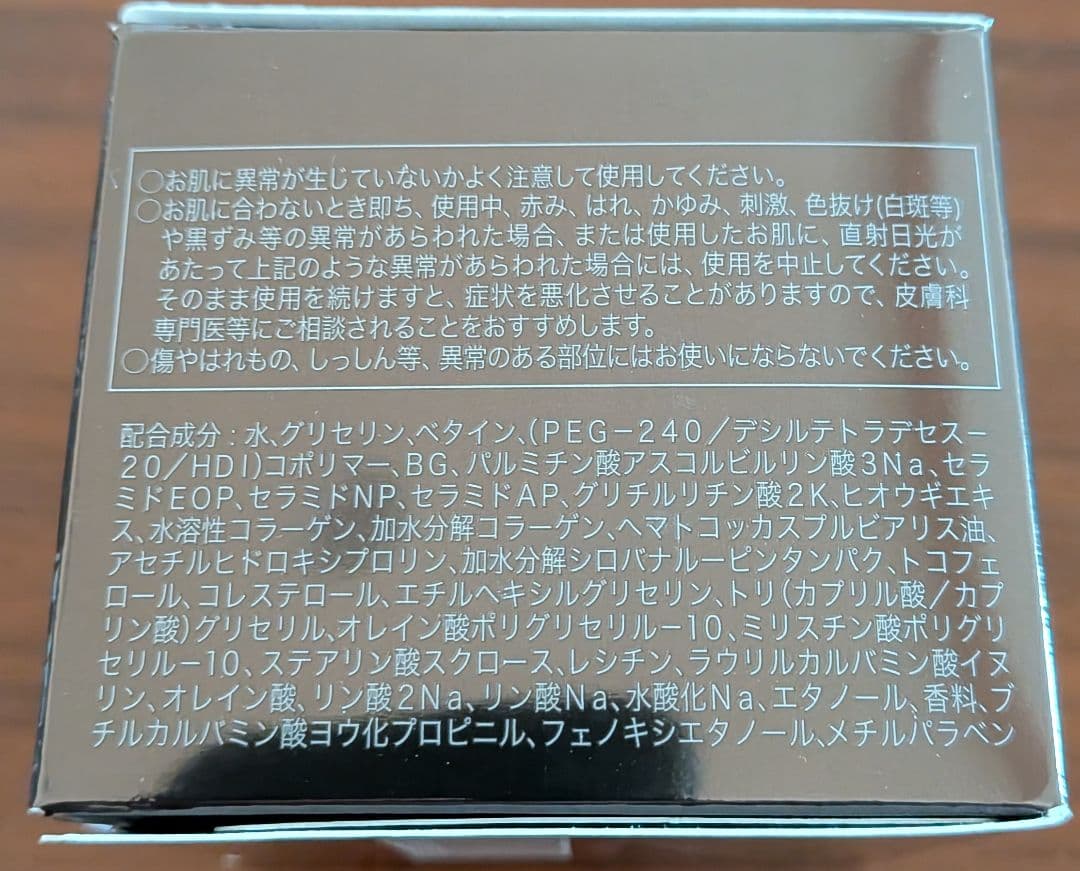 ○お肌に異常が生じていないかよく注意して使用してください。
○お肌に合わないとき即ち、使用中、赤み、はれ、かゆみ、刺激、色抜け(白斑等)
や黒ずみ等の異常があらわれた場合、または使用したお肌に、直射日光が
あたって上記のような異常があらわれた場合には、使用を中止してください。
そのまま使用を続けますと、症状を悪化させることがありますので、皮膚科
専門医等にご相談されることをおすすめします。
○傷やはれもの、しっしん等、異常のある部位にはお使いにならないでください。
配合成分：水、グリセリン、ベタイン、(PEG－240／デシルテトラデセス－
20／HDI)コポリマー、BG、パルミチン酸アスコルビルリン酸3Na、セラ
ミドEOP、セラミドNP、セラミドAP、グリチルリチン酸2K、ヒオウギエキ
ス、水溶性コラーゲン、加水分解コラーゲン、ヘマトコッカスプルビアリス油、
アセチルヒドロキシプロリン、加水分解シロバナルーピンタンパク、トコフェ
ロール、コレステロール、エチルヘキシルグリセリン、トリ(カプリル酸／カプ
リン酸)グリセリル、オレイン酸ポリグリセリル－10、ミリスチン酸ポリグリ
セリル－10、ステアリン酸スクロース、レシチン、ラウリルカルバミン酸イヌ
リン、オレイン酸、リン酸2Na、リン酸Na、水酸化Na、エタノール、香料、ブ
チルカルバミン酸ヨウ化プロピニル、フェノキシエタノール、メチルパラベン